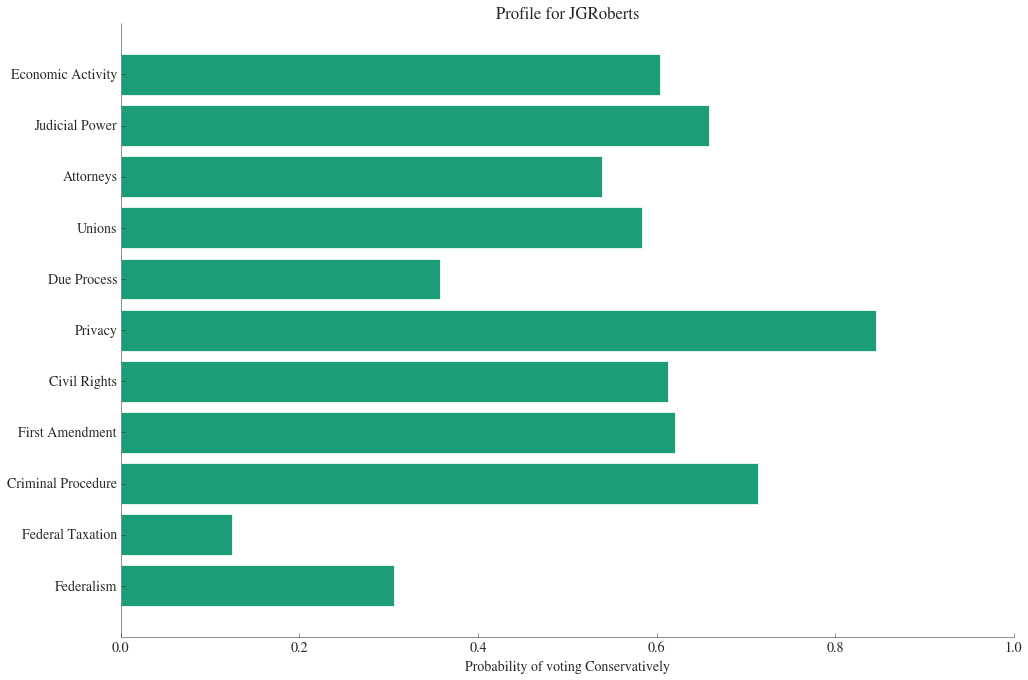 Profile for JGRoberts
Economic Activity
Judicial Power
Attorneys
Unions
Due Process
Privacy
Civil Rights
First Amendment
Criminal Procedure
Federal Taxation
Federalism
0.0 0.2 0.4 0.6 0.8 1.0
Probability of voting Conservatively